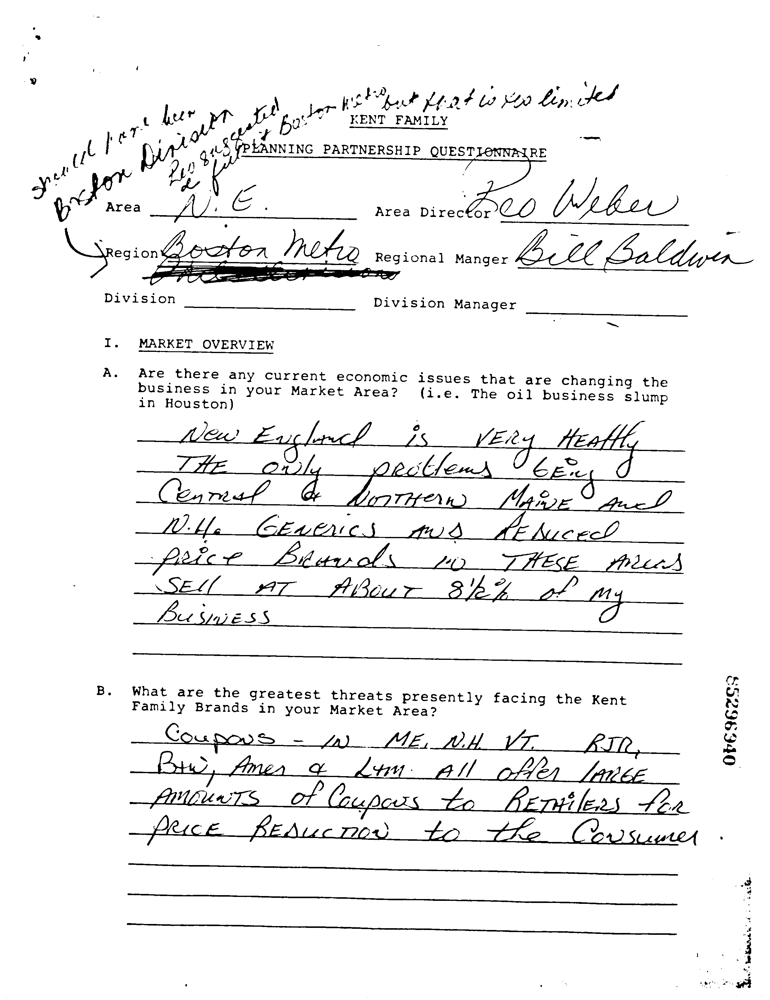 should have been
Boston Division
Leo suggested Boston Metro but that is too limited
KENT FAMILY
PLANNING PARTNERSHIP QUESTIONNAIRE
Area N.E. Area Director Leo Weber
Region Boston Metro Regional Manger Bill Baldwin
Division Division Manager
I. MARKET OVERVIEW
A. Are there any current economic issues that are changing the
business in your Market Area? (i.e. The oil business slump
in Houston)
New England is VERy HEAlthy
THE only problems bEing
Central & NortHern MAiNE And
N.H. GENERICS AND REDUCED
price BRANds iN THESE AREAS
SEll AT ABOUT 8 1/2 % of my
BUSiNESS
B. What are the greatest threats presently facing the Kent
Family Brands in your Market Area?
Coupons - IN ME, N.H. VT. RJR,
B+W, Amer & L+M. All offer lARGE
AMOUNTS of Coupons to RETAilERS for
PRICE REDUCTION to the Consumer
85296940